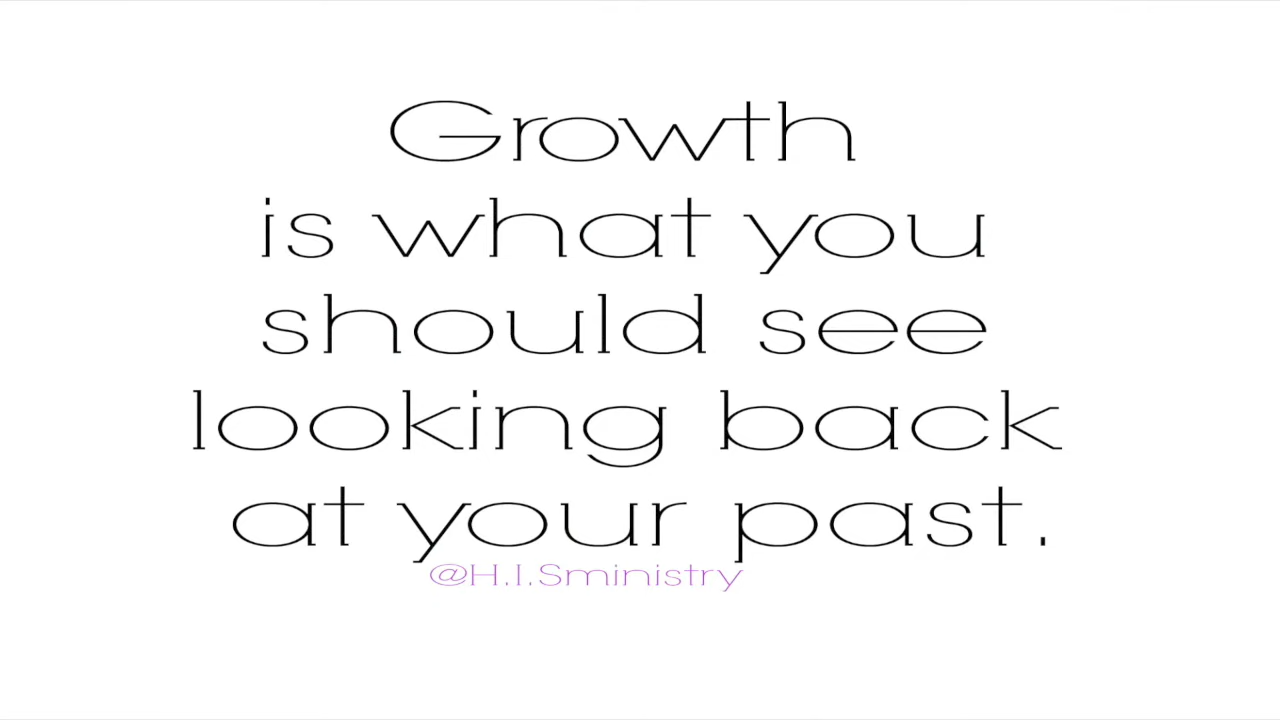 Growth
is what you
should see
looking back
at your past.
@H.I.Sministry